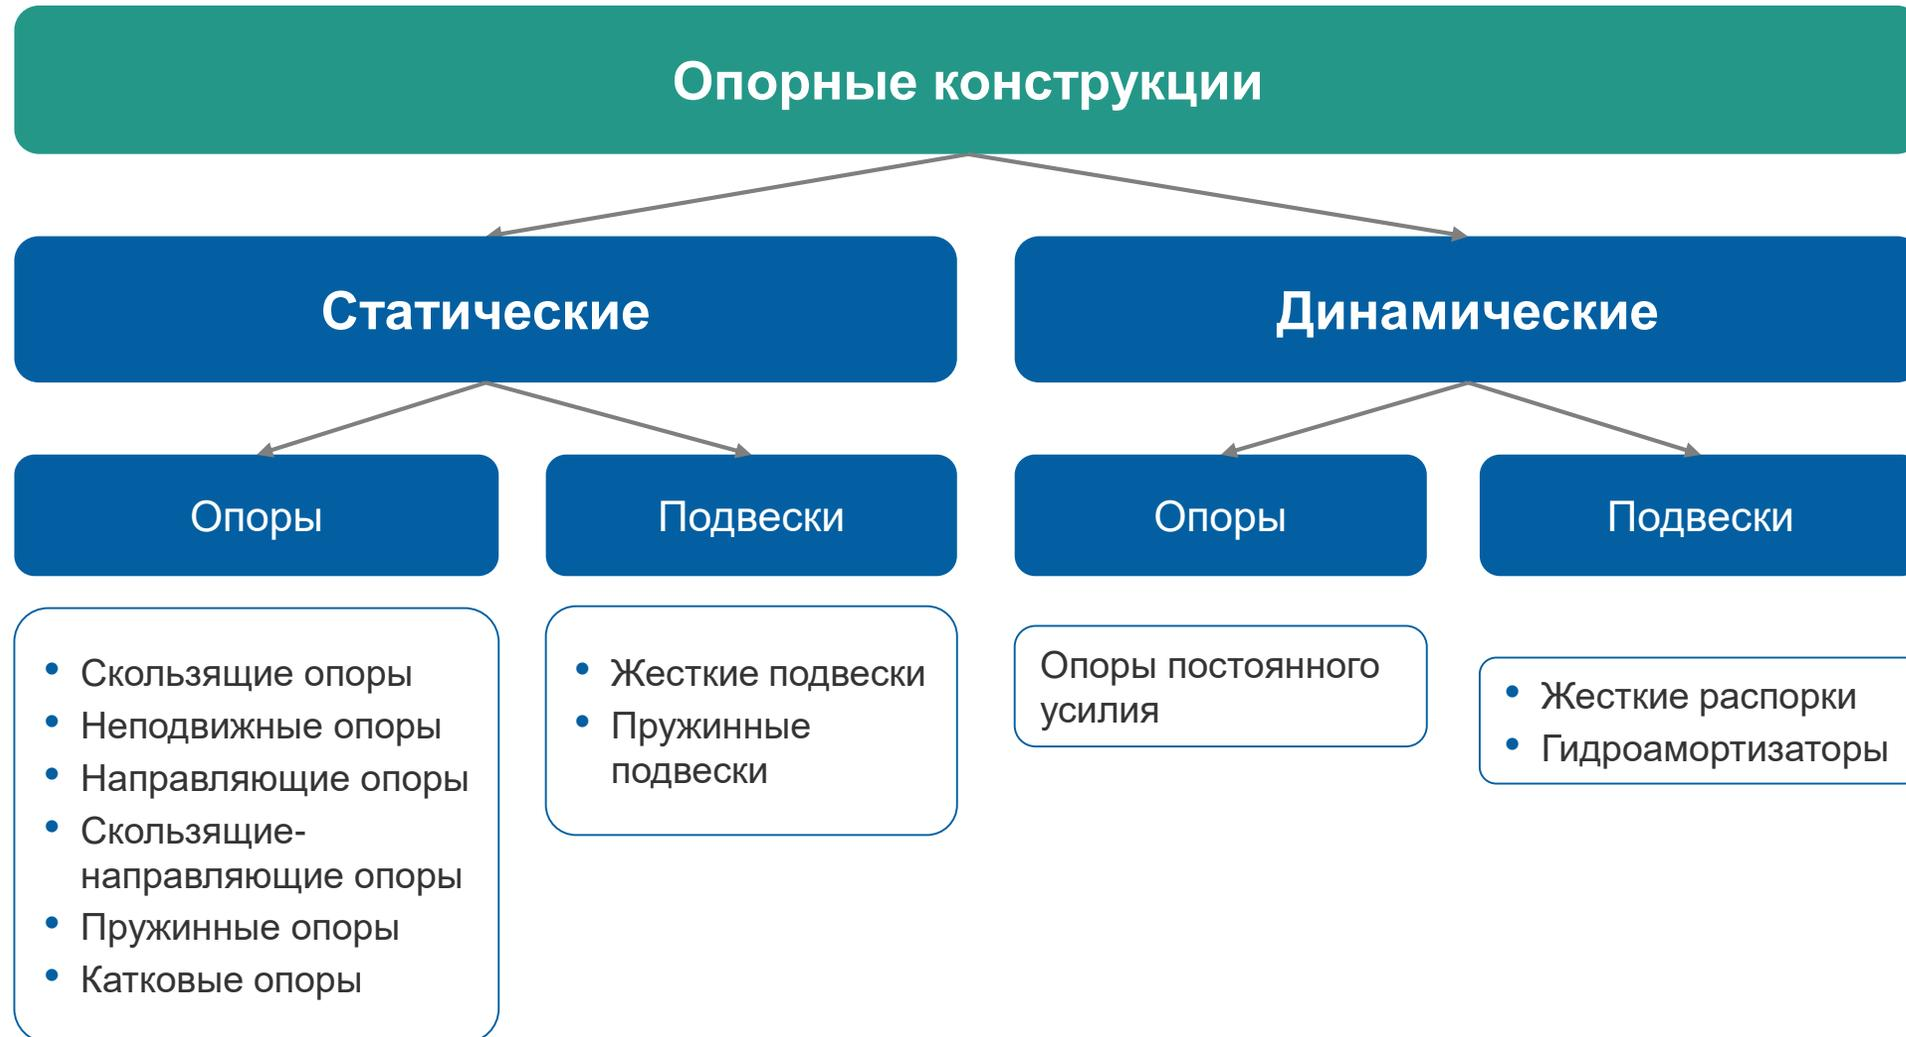 Опорные конструкции
Статические
Динамические
Опоры
Подвески
Опоры
Подвески
• Скользящие опоры
• Неподвижные опоры
• Направляющие опоры
• Скользящие-
направляющие опоры
• Пружинные опоры
• Катковые опоры
• Жесткие подвески
• Пружинные
подвески
Опоры постоянного
усилия
• Жесткие распорки
• Гидроамортизаторы